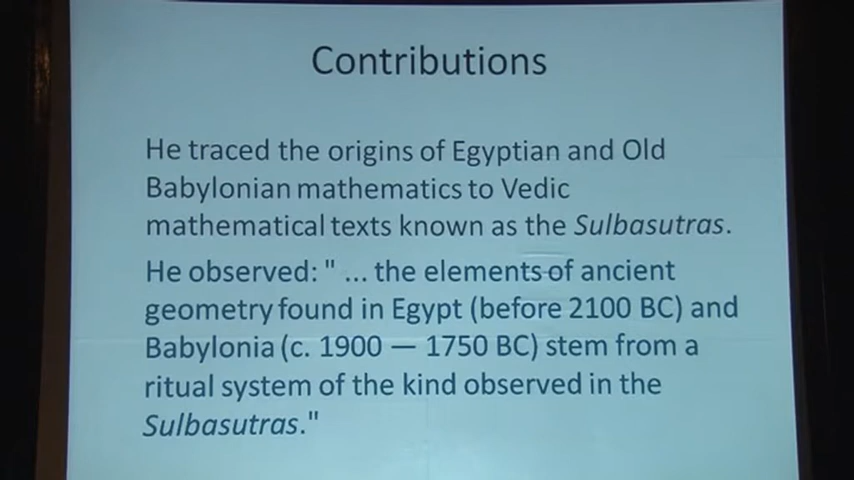 Contributions
He traced the origins of Egyptian and Old
Babylonian mathematics to Vedic
mathematical texts known as the Sulbasutras.
He observed: " ... the elements of ancient
geometry found in Egypt (before 2100 BC) and
Babylonia (c. 1900 — 1750 BC) stem from a
ritual system of the kind observed in the
Sulbasutras."